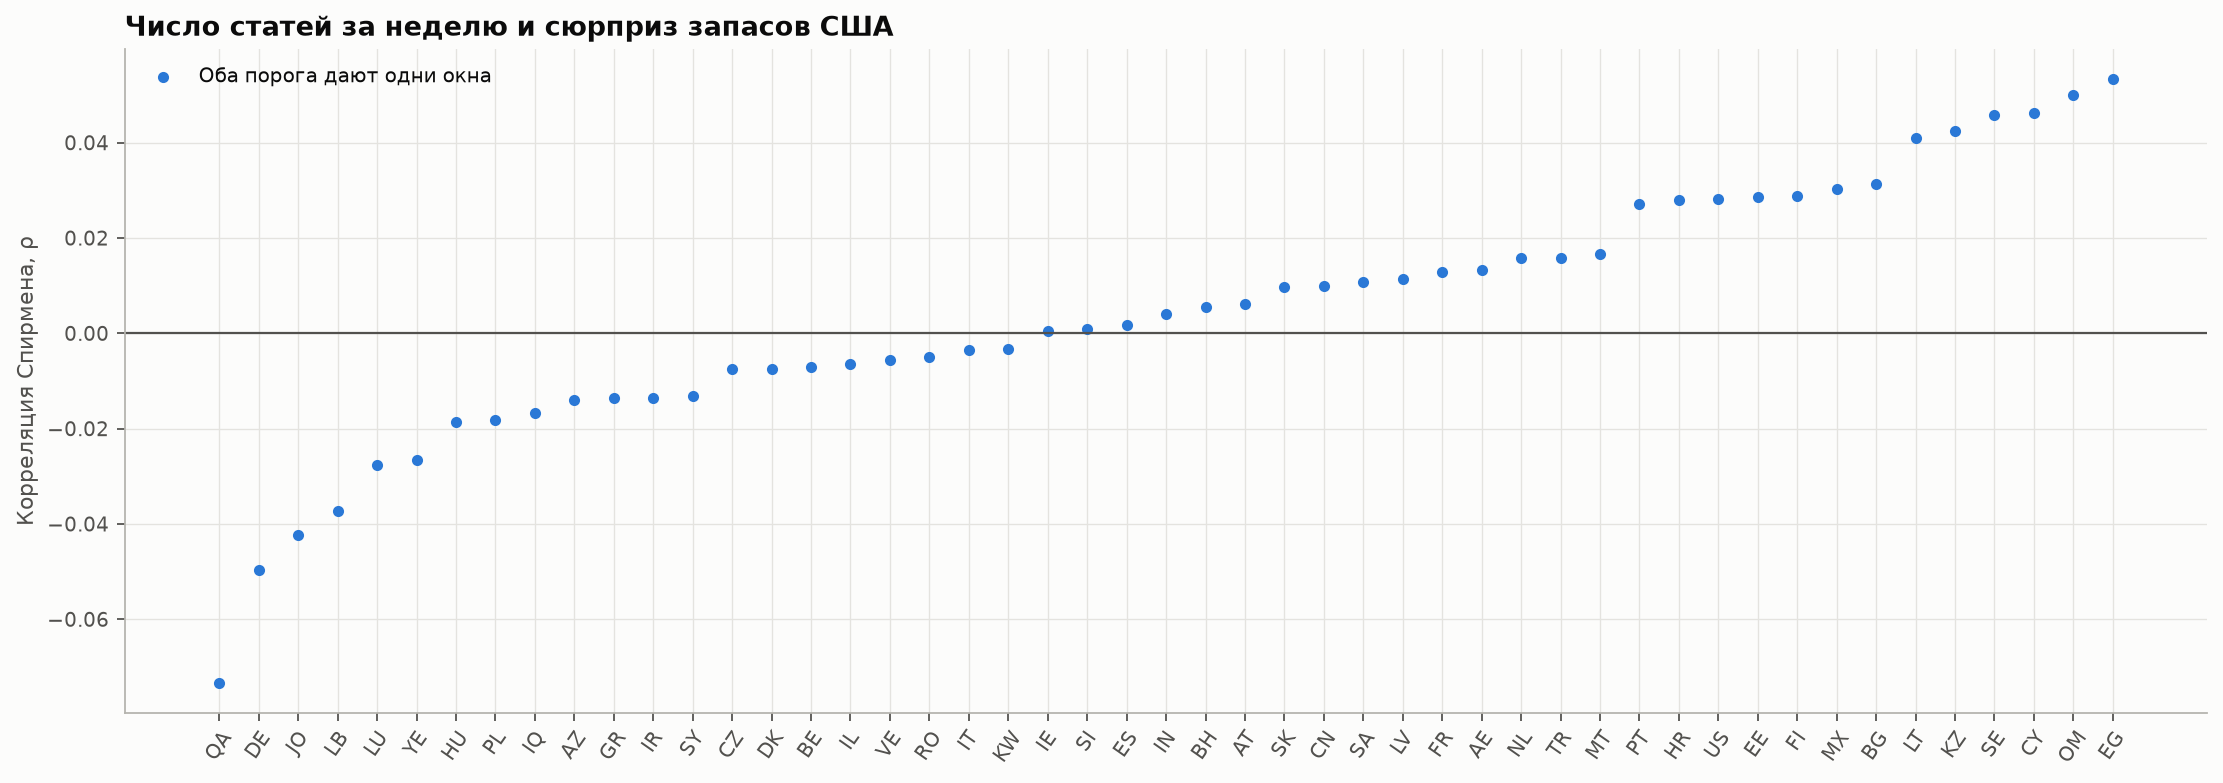 Число статей за неделю и сюрприз запасов США
Оба порога дают одни окна
Корреляция Спирмена, ρ
0.04
0.02
0.00
−0.02
−0.04
−0.06
QA DE JO LB LU YE HU PL IQ AZ GR IR SY CZ DK BE IL VE RO IT KW IE SI ES IN BH AT SK CN SA LV FR AE NL TR MT PT HR US EE FI MX BG LT KZ SE CY OM EG